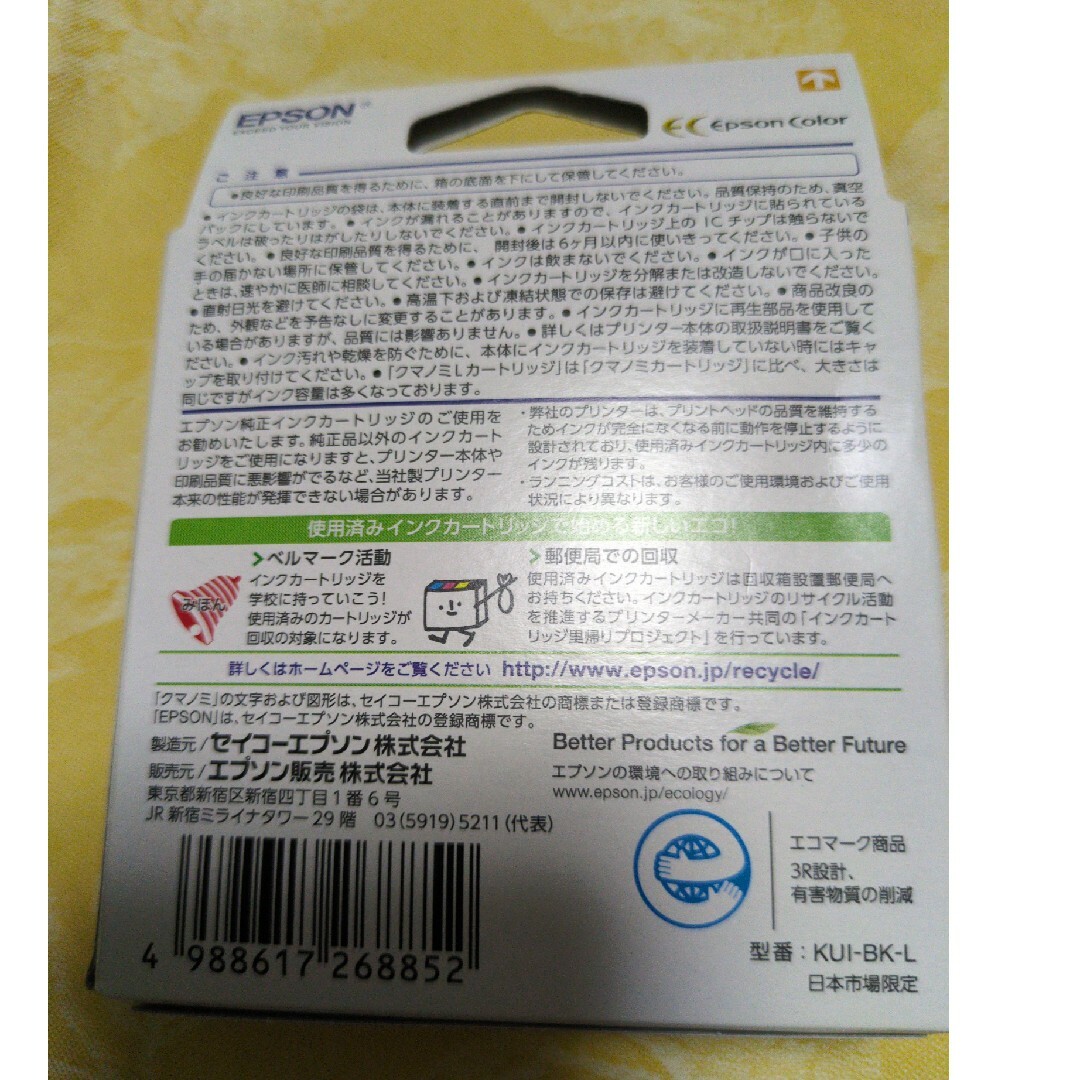 EPSON
EXCEED YOUR VISION
EC Epson Color
ご注意
●良好な印刷品質を得るために、箱の底面を下にして保管してください。
●インクカートリッジの袋は、本体に装着する直前まで開封しないでください。品質保持のため、真空
パックにしています。●インクが漏れることがありますので、インクカートリッジに貼られている
ラベルは破ったりはがしたりしないでください。●インクカートリッジ上のICチップは触らないで
ください。●良好な印刷品質を得るために、開封後は6ヶ月以内に使いきってください。●子供の
手の届かない場所に保管してください。●インクは飲まないでください。●インクが口に入った
ときは、速やかに医師に相談してください。●インクカートリッジを分解または改造しないでください。
●直射日光を避けてください。●高温下および凍結状態での保存は避けてください。●商品改良の
ため、外観などを予告なしに変更することがあります。●インクカートリッジに再生部品を使用して
いる場合がありますが、品質には影響ありません。●詳しくはプリンター本体の取扱説明書をご覧く
ださい。●インク汚れや乾燥を防ぐために、本体にインクカートリッジを装着していない時にはキャ
ップを取り付けてください。●「クマノミLカートリッジ」は「クマノミカートリッジ」に比べ、大きさは
同じですがインク容量は多くなっております。
エプソン純正インクカートリッジのご使用を
お勧めいたします。純正品以外のインクカート
リッジをご使用になりますと、プリンター本体や
印刷品質に悪影響がでるなど、当社製プリンター
本来の性能が発揮できない場合があります。
・弊社のプリンターは、プリントヘッドの品質を維持する
ためインクが完全になくなる前に動作を停止するように
設計されており、使用済みインクカートリッジ内に多少の
インクが残ります。
・ランニングコストは、お客様のご使用環境およびご使用
状況により異なります。
使用済みインクカートリッジで始める新しいエコ!
ベルマーク活動
みほん
インクカートリッジを
学校に持っていこう!
使用済みのカートリッジが
回収の対象になります。
郵便局での回収
使用済みインクカートリッジは回収箱設置郵便局へ
お持ちください。インクカートリッジのリサイクル活動
を推進するプリンターメーカー共同の「インクカート
リッジ里帰りプロジェクト」を行っています。
詳しくはホームページをご覧ください http://www.epson.jp/recycle/
「クマノミ」の文字および図形は、セイコーエプソン株式会社の商標または登録商標です。
「EPSON」は、セイコーエプソン株式会社の登録商標です。
製造元/セイコーエプソン株式会社
販売元/エプソン販売株式会社
東京都新宿区新宿四丁目1番6号
JR新宿ミライナタワー29階 03(5919)5211(代表)
Better Products for a Better Future
エプソンの環境への取り組みについて
www.epson.jp/ecology/
エコマーク商品
3R設計、
有害物質の削減
4 988617 268852
型番:KUI-BK-L
日本市場限定